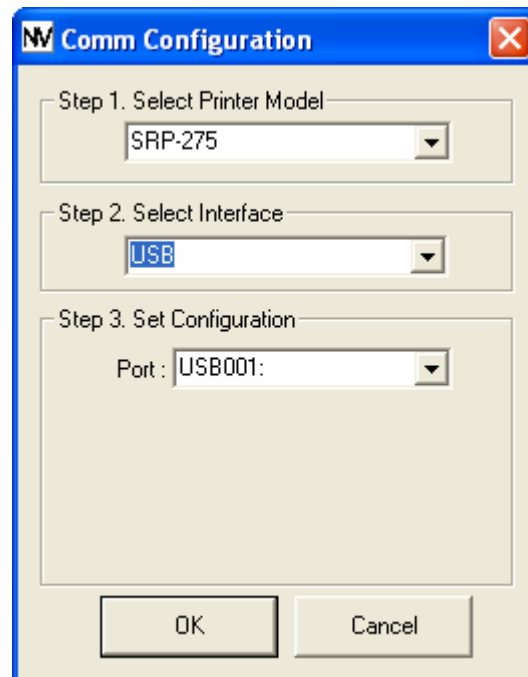 NV Comm Configuration
Step 1. Select Printer Model
SRP-275
Step 2. Select Interface
USB
Step 3. Set Configuration
Port : USB001:
OK Cancel